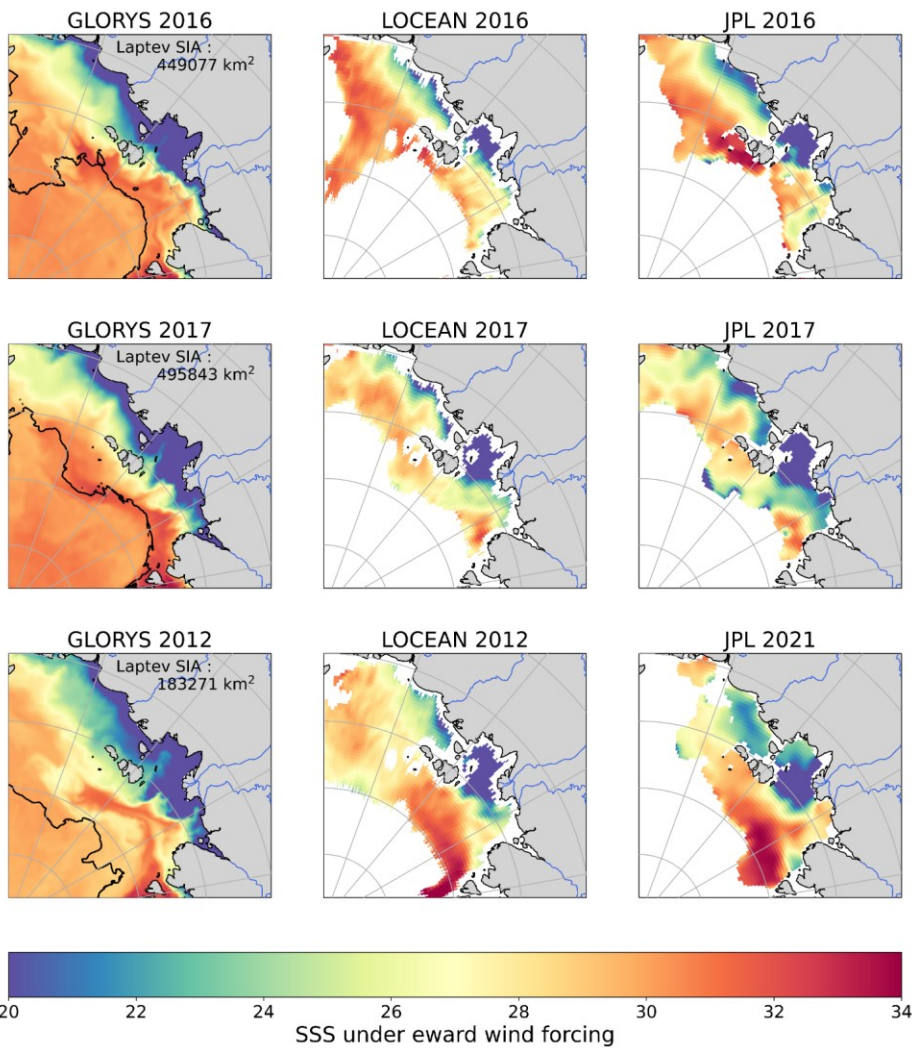 GLORYS 2016 LOCEAN 2016 JPL 2016
Laptev SIA :
449077 km²
GLORYS 2017 LOCEAN 2017 JPL 2017
Laptev SIA :
495843 km²
GLORYS 2012 LOCEAN 2012 JPL 2021
Laptev SIA :
183271 km²
20 22 24 26 28 30 32 34
SSS under eward wind forcing